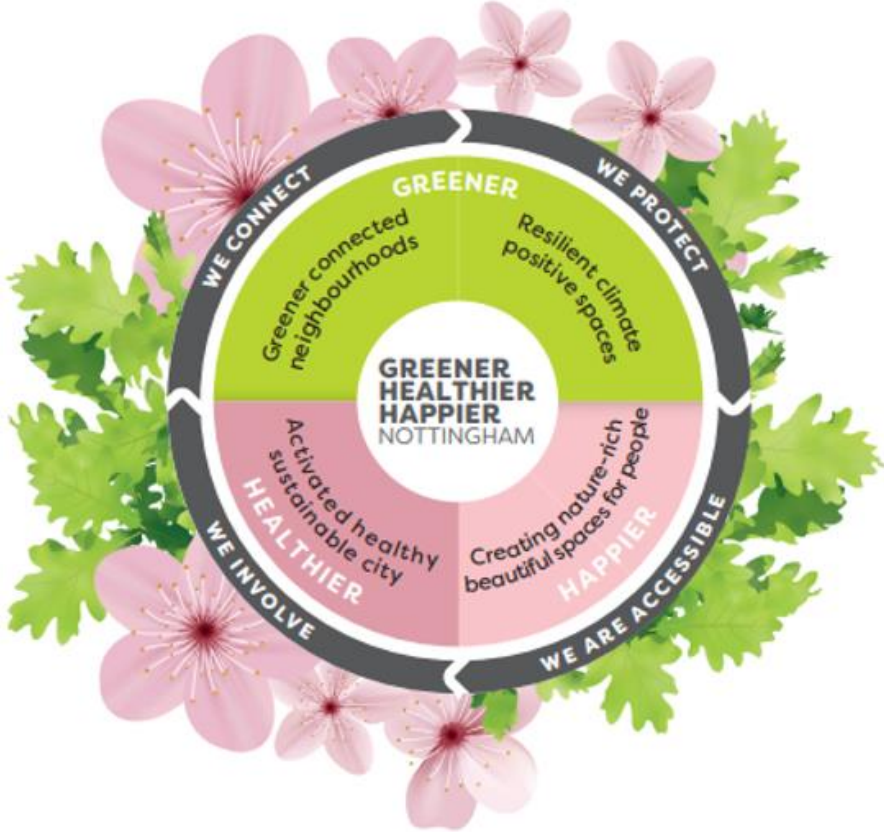 WE CONNECT
WE PROTECT
GREENER
Greener connected
neighbourhoods
Resilient climate
positive spaces
GREENER
HEALTHIER
HAPPIER
NOTTINGHAM
Activated healthy
sustainable city
HEALTHIER
Creating nature-rich
beautiful spaces for people
HAPPIER
WE INVOLVE
WE ARE ACCESSIBLE